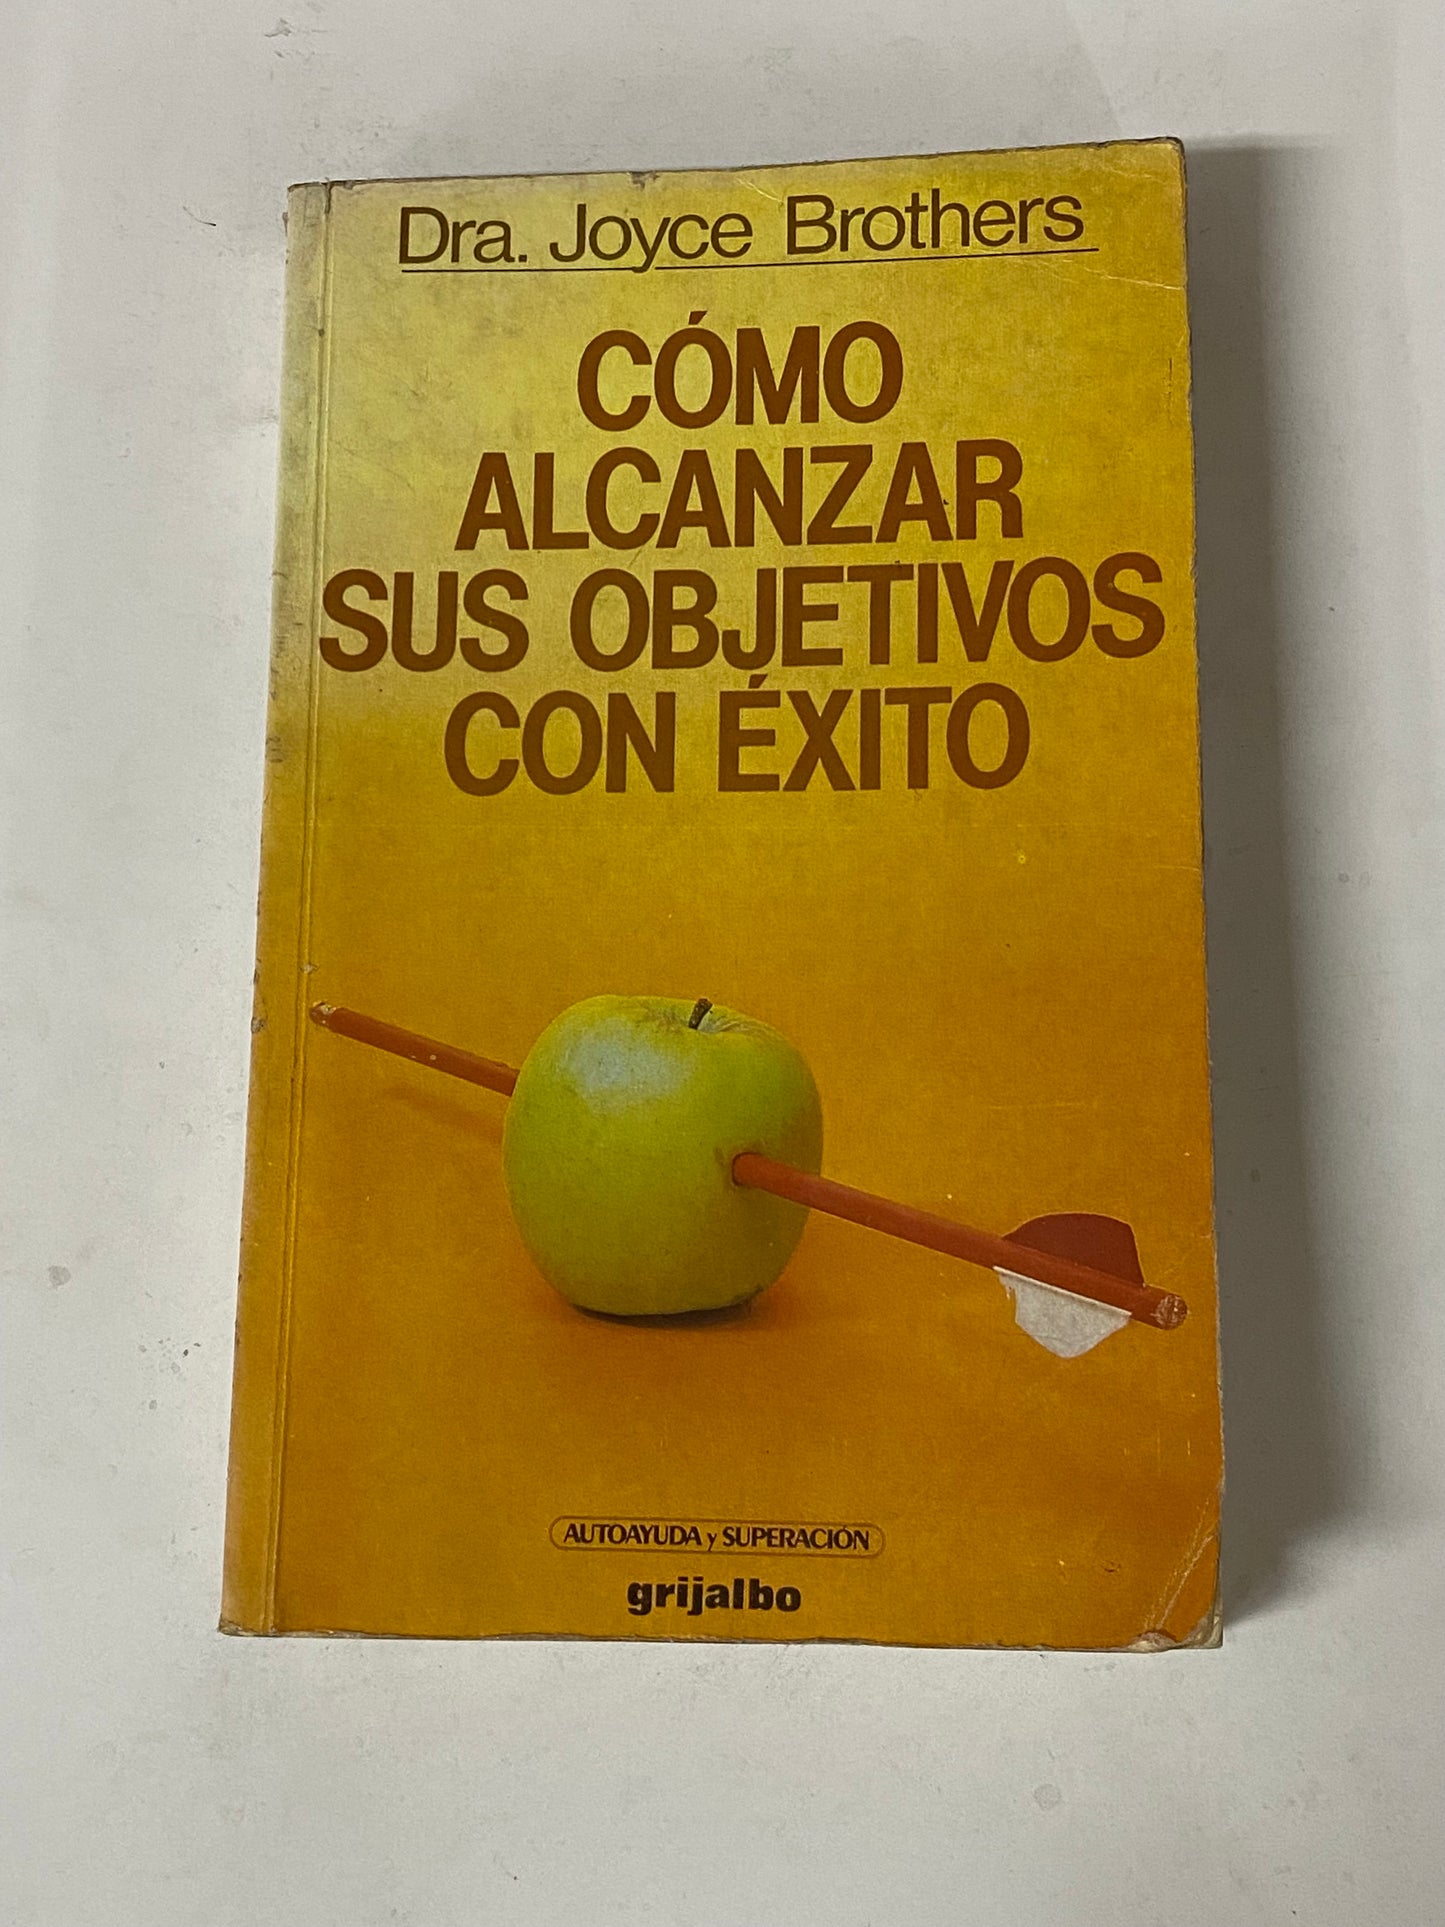 Dra. Joyce Brothers
CÓMO
ALCANZAR
SUS OBJETIVOS
CON ÉXITO
AUTOAYUDA y SUPERACIÓN
grijalbo